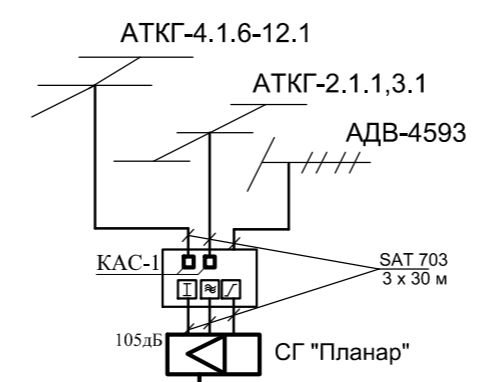 АТКГ-4.1.6-12.1
АТКГ-2.1.1,3.1
АДВ-4593
КАС-1
SAT 703
3 x 30 м
105дБ
СГ "Планар"